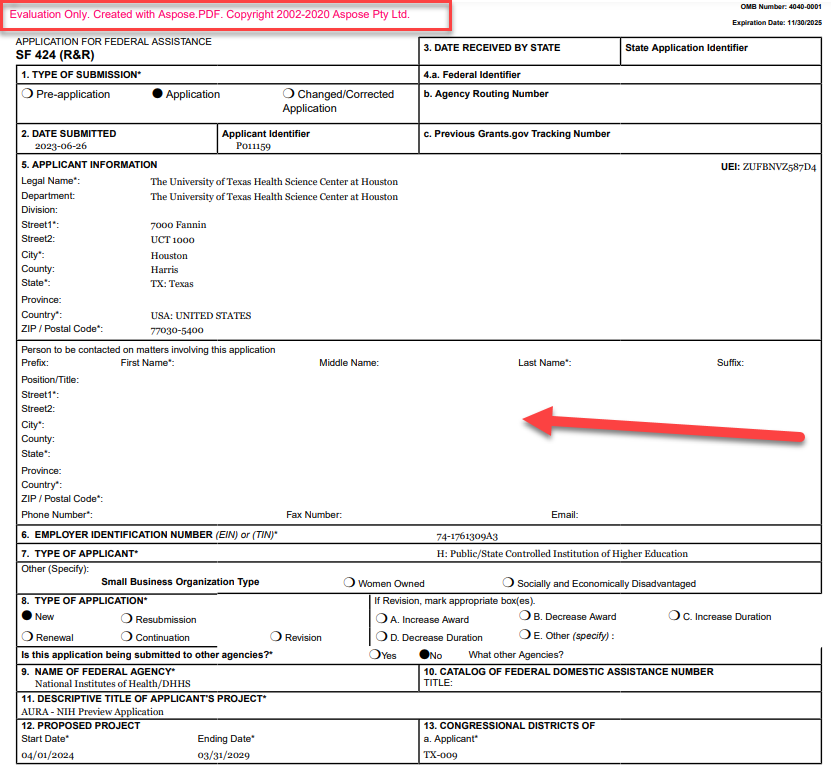 Evaluation Only. Created with Aspose.PDF. Copyright 2002-2020 Aspose Pty Ltd.
OMB Number: 4040-0001
Expiration Date: 11/30/2025
APPLICATION FOR FEDERAL ASSISTANCE
SF 424 (R&R)
3. DATE RECEIVED BY STATE
State Application Identifier
1. TYPE OF SUBMISSION*
4.a. Federal Identifier
Pre-application Application Changed/Corrected
Application
b. Agency Routing Number
2. DATE SUBMITTED
2023-06-26
Applicant Identifier
P011159
c. Previous Grants.gov Tracking Number
5. APPLICANT INFORMATION
UEI: ZUFBNVZ587D4
Legal Name*: The University of Texas Health Science Center at Houston
Department: The University of Texas Health Science Center at Houston
Division:
Street1*: 7000 Fannin
Street2: UCT 1000
City*: Houston
County: Harris
State*: TX: Texas
Province:
Country*: USA: UNITED STATES
ZIP / Postal Code*: 77030-5400
Person to be contacted on matters involving this application
Prefix: First Name*: Middle Name: Last Name*: Suffix:
Position/Title:
Street1*:
Street2:
City*:
County:
State*:
Province:
Country*:
ZIP / Postal Code*:
Phone Number*: Fax Number: Email:
6. EMPLOYER IDENTIFICATION NUMBER (EIN) or (TIN)* 74-1761309A3
7. TYPE OF APPLICANT* H: Public/State Controlled Institution of Higher Education
Other (Specify):
Small Business Organization Type Women Owned Socially and Economically Disadvantaged
8. TYPE OF APPLICATION*
New Resubmission
Renewal Continuation Revision
If Revision, mark appropriate box(es).
A. Increase Award B. Decrease Award C. Increase Duration
D. Decrease Duration E. Other (specify) :
Is this application being submitted to other agencies?* Yes No What other Agencies?
9. NAME OF FEDERAL AGENCY*
National Institutes of Health/DHHS
10. CATALOG OF FEDERAL DOMESTIC ASSISTANCE NUMBER
TITLE:
11. DESCRIPTIVE TITLE OF APPLICANT'S PROJECT*
AURA - NIH Preview Application
12. PROPOSED PROJECT
Start Date* Ending Date*
04/01/2024 03/31/2029
13. CONGRESSIONAL DISTRICTS OF
a. Applicant*
TX-009